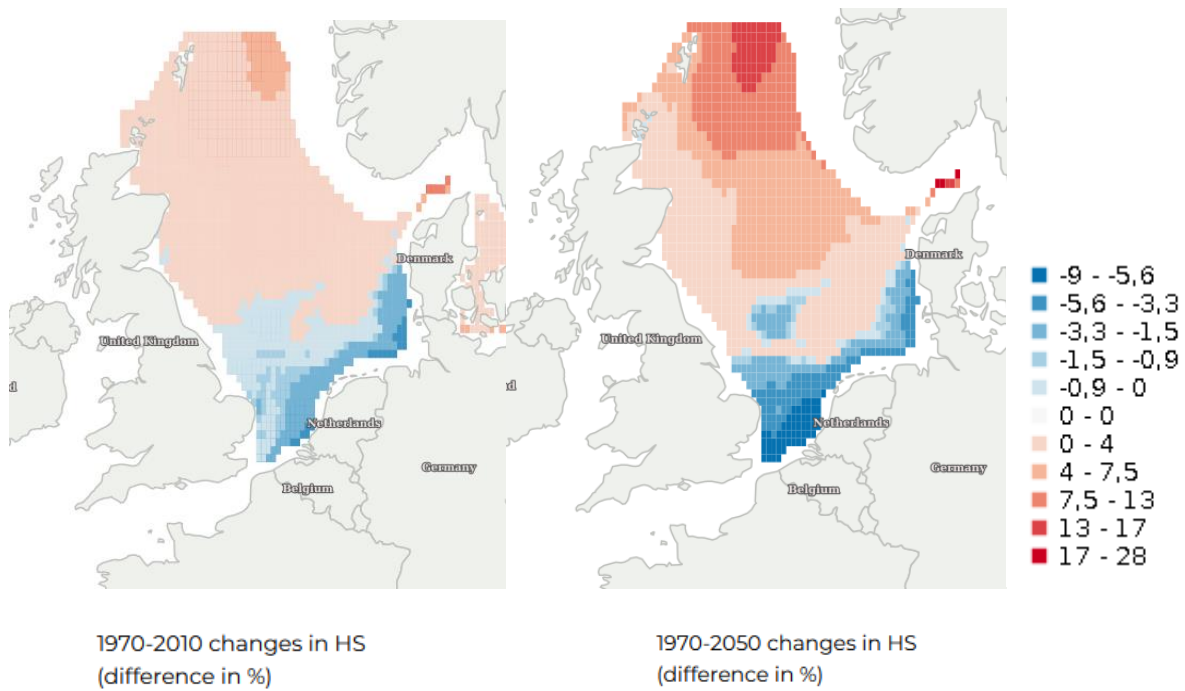 Denmark
United Kingdom
d
Netherlands
Germany
Belgium
Denmark
United Kingdom
d
Netherlands
Germany
Belgium
-9 - -5,6
-5,6 - -3,3
-3,3 - -1,5
-1,5 - -0,9
-0,9 - 0
0 - 0
0 - 4
4 - 7,5
7,5 - 13
13 - 17
17 - 28
1970-2010 changes in HS
(difference in %)
1970-2050 changes in HS
(difference in %)